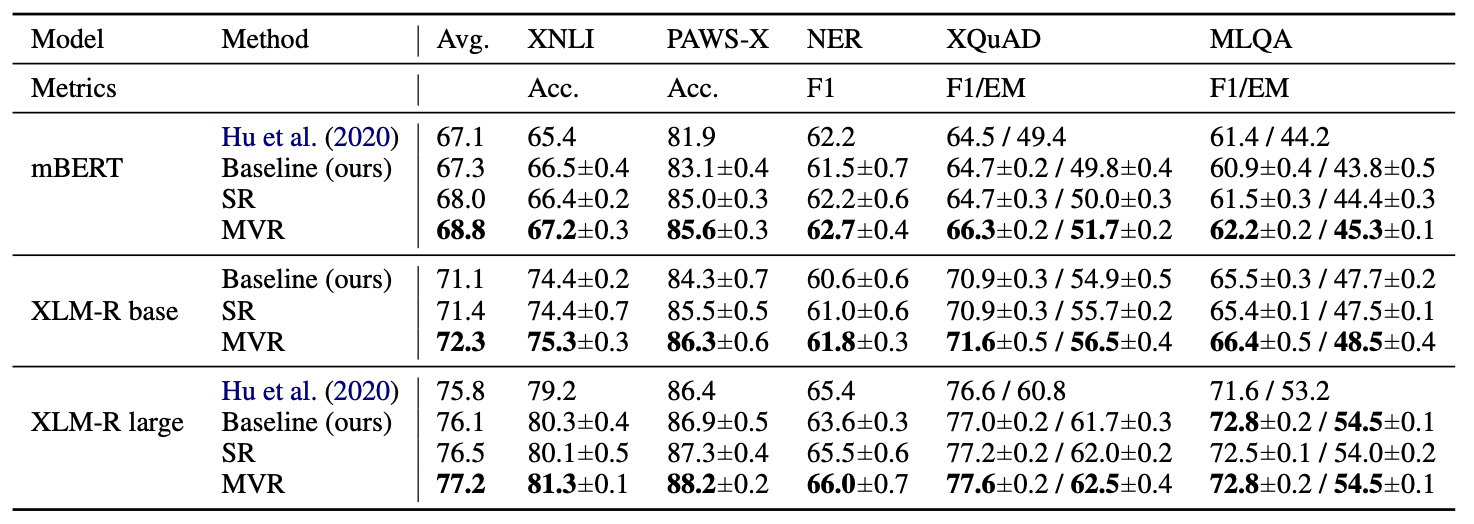 Model Method Avg. XNLI PAWS-X NER XQuAD MLQA
Metrics Acc. Acc. F1 F1/EM F1/EM
Hu et al. (2020) 67.1 65.4 81.9 62.2 64.5 / 49.4 61.4 / 44.2
mBERT Baseline (ours) 67.3 66.5±0.4 83.1±0.4 61.5±0.7 64.7±0.2 / 49.8±0.4 60.9±0.4 / 43.8±0.5
SR 68.0 66.4±0.2 85.0±0.3 62.2±0.6 64.7±0.3 / 50.0±0.3 61.5±0.3 / 44.4±0.3
MVR 68.8 67.2±0.3 85.6±0.3 62.7±0.4 66.3±0.2 / 51.7±0.2 62.2±0.2 / 45.3±0.1
Baseline (ours) 71.1 74.4±0.2 84.3±0.7 60.6±0.6 70.9±0.3 / 54.9±0.5 65.5±0.3 / 47.7±0.2
XLM-R base SR 71.4 74.4±0.7 85.5±0.5 61.0±0.6 70.9±0.3 / 55.7±0.2 65.4±0.1 / 47.5±0.1
MVR 72.3 75.3±0.3 86.3±0.6 61.8±0.3 71.6±0.5 / 56.5±0.4 66.4±0.5 / 48.5±0.4
Hu et al. (2020) 75.8 79.2 86.4 65.4 76.6 / 60.8 71.6 / 53.2
XLM-R large Baseline (ours) 76.1 80.3±0.4 86.9±0.5 63.6±0.3 77.0±0.2 / 61.7±0.3 72.8±0.2 / 54.5±0.1
SR 76.5 80.1±0.5 87.3±0.4 65.5±0.6 77.2±0.2 / 62.0±0.2 72.5±0.1 / 54.0±0.2
MVR 77.2 81.3±0.1 88.2±0.2 66.0±0.7 77.6±0.2 / 62.5±0.4 72.8±0.2 / 54.5±0.1